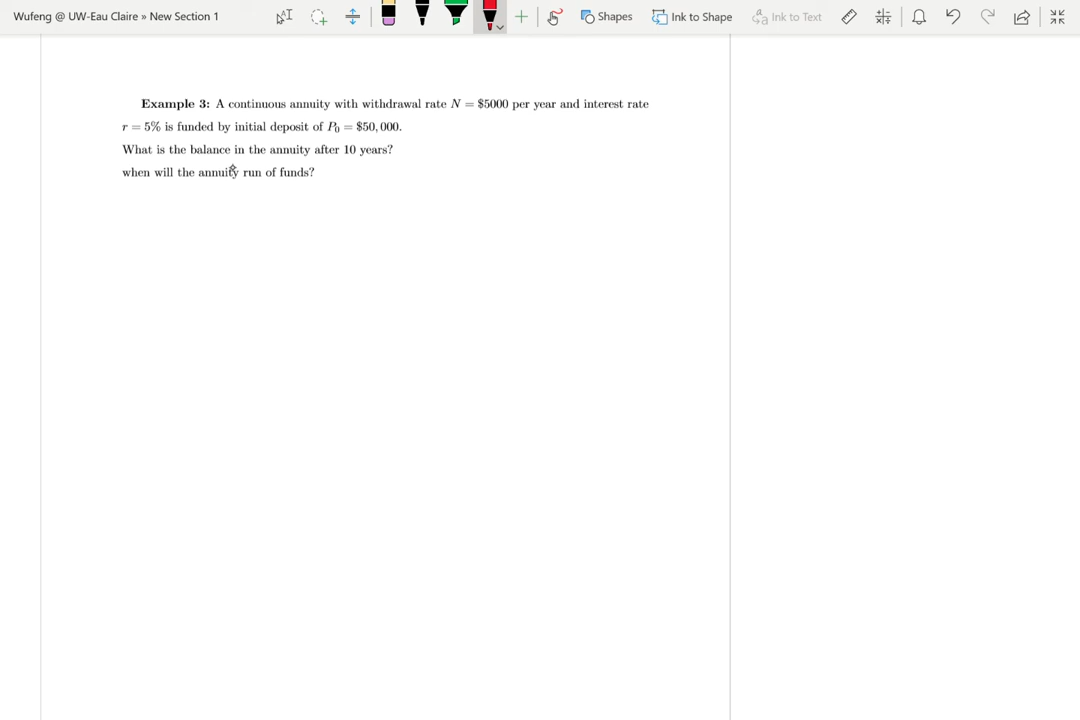 Wufeng @ UW-Eau Claire » New Section 1
Shapes
Ink to Shape
Ink to Text
Example 3: A continuous annuity with withdrawal rate N = $5000 per year and interest rate
r = 5% is funded by initial deposit of P₀ = $50,000.
What is the balance in the annuity after 10 years?
when will the annuity run of funds?